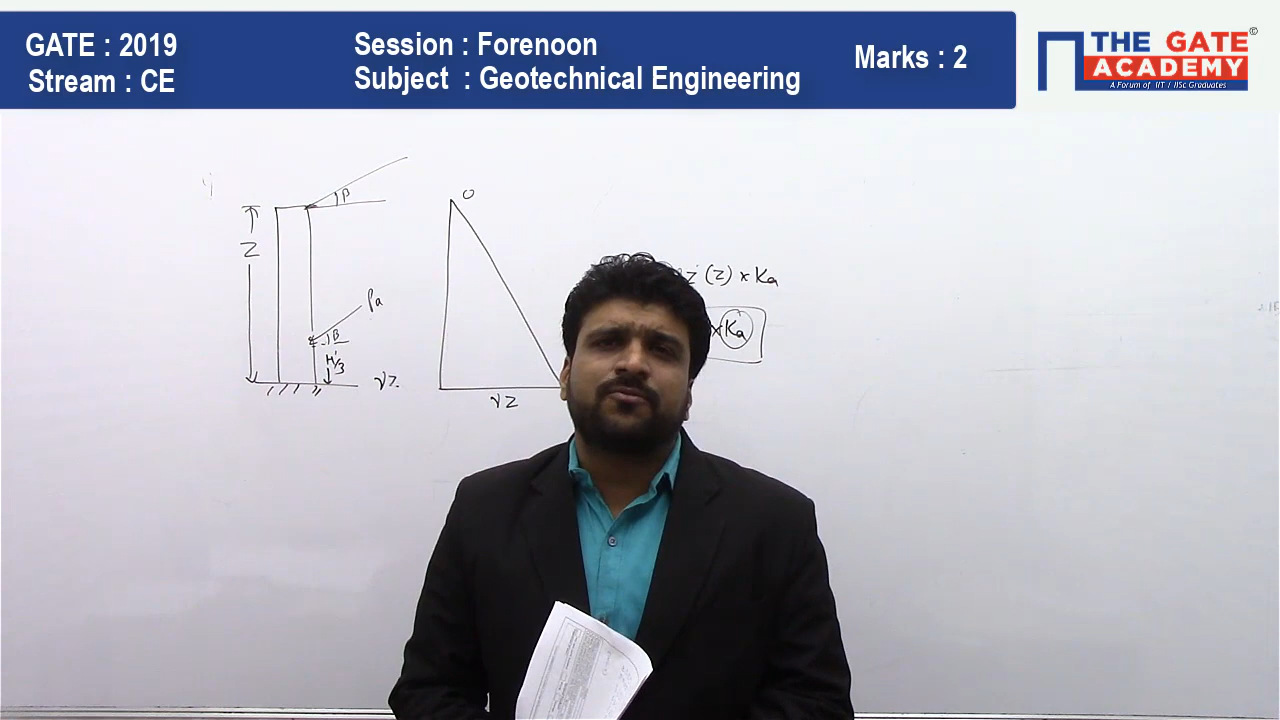 GATE : 2019
Stream : CE
Session : Forenoon
Subject : Geotechnical Engineering
Marks : 2
THE GATE
ACADEMY
A Forum of IIT / IISc Graduates
©
β
Z
Pa
β
H/3
γZ
0
γZ
(Z) × Ka
× Ka